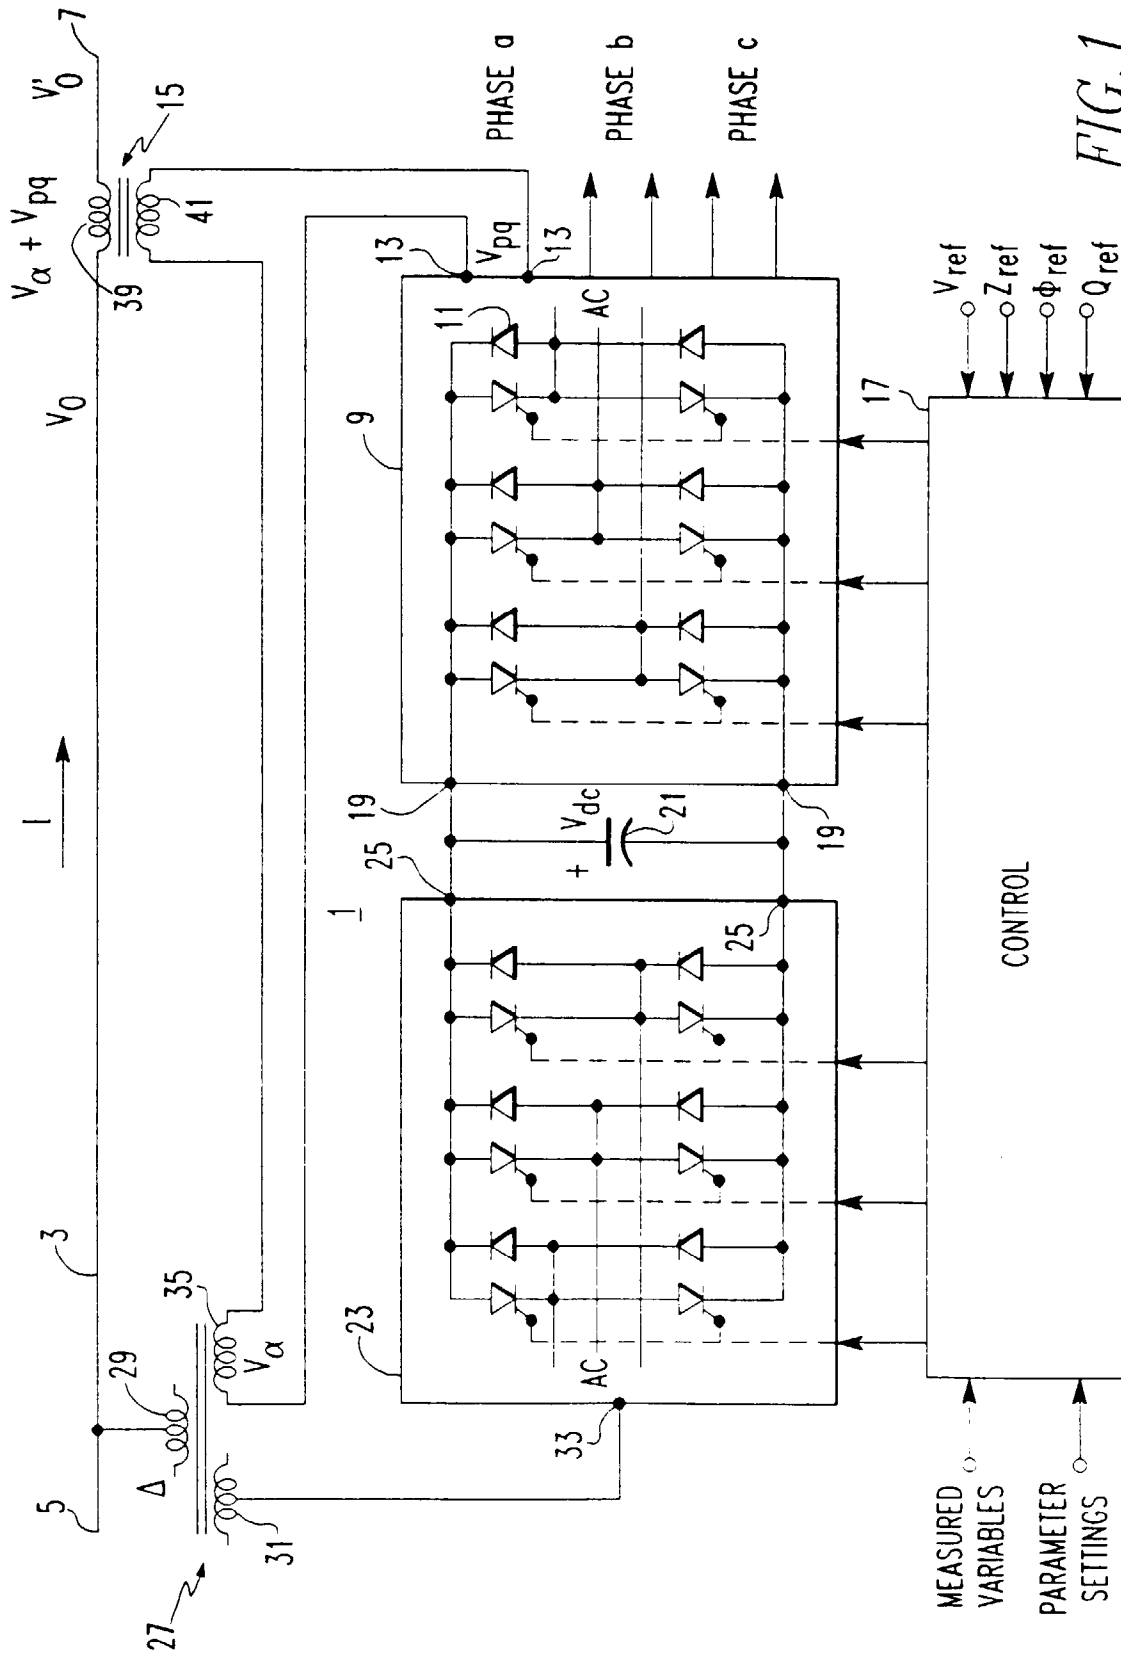 I
5
3
7
V₀
Vα + Vpq
V'₀
39
15
41
Δ
29
35
Vα
27
31
33
23
AC
1
25
25
+
Vdc
21
19
19
9
11
AC
13
Vpq
13
PHASE a
PHASE b
PHASE c
17
CONTROL
MEASURED
VARIABLES
PARAMETER
SETTINGS
Vref
Zref
Φref
Qref
FIG. 1